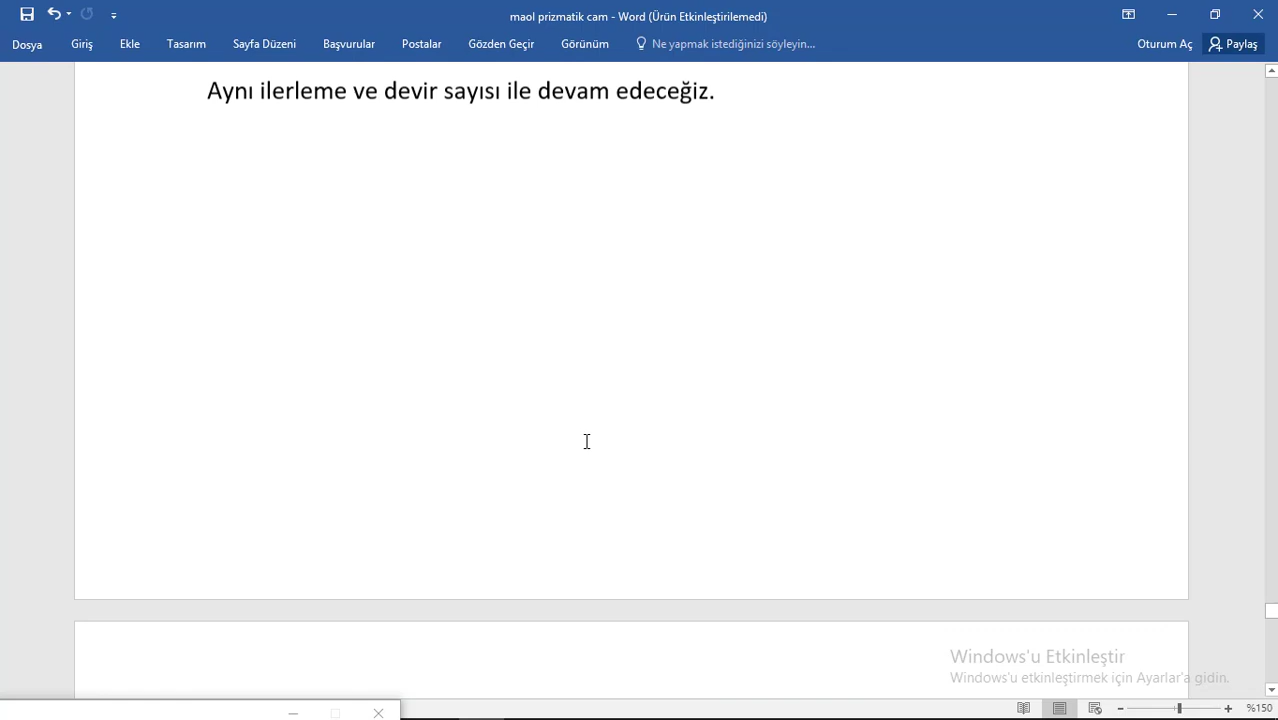 maol prizmatik cam - Word (Ürün Etkinleştirilemedi)
Dosya Giriş Ekle Tasarım Sayfa Düzeni Başvurular Postalar Gözden Geçir Görünüm Ne yapmak istediğinizi söyleyin... Oturum Aç Paylaş
Aynı ilerleme ve devir sayısı ile devam edeceğiz.
Windows'u Etkinleştir
Windows'u etkinleştirmek için Ayarlar'a gidin.
%150